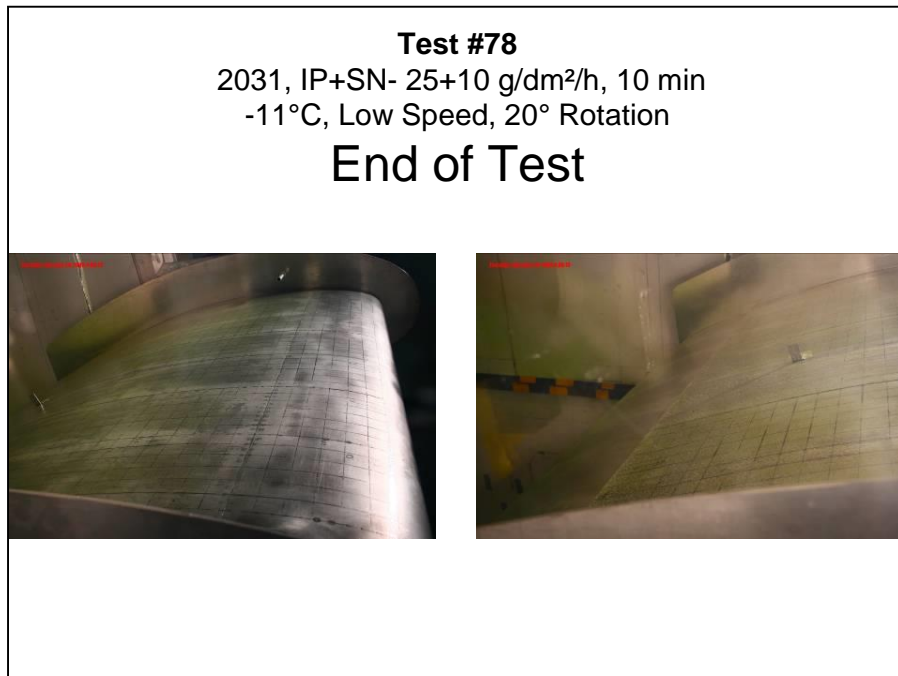 Test #78
2031, IP+SN- 25+10 g/dm²/h, 10 min
-11°C, Low Speed, 20° Rotation
End of Test